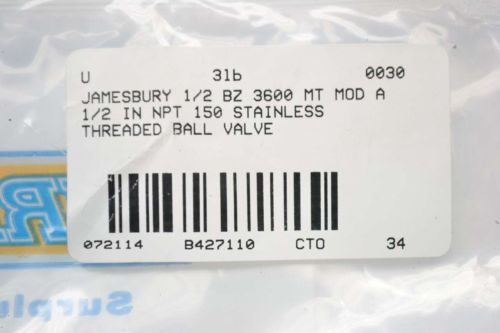 U 31b 0030
JAMESBURY 1/2 BZ 3600 MT MOD A
1/2 IN NPT 150 STAINLESS
THREADED BALL VALVE
072114 B427110 CTO 34
Surplu